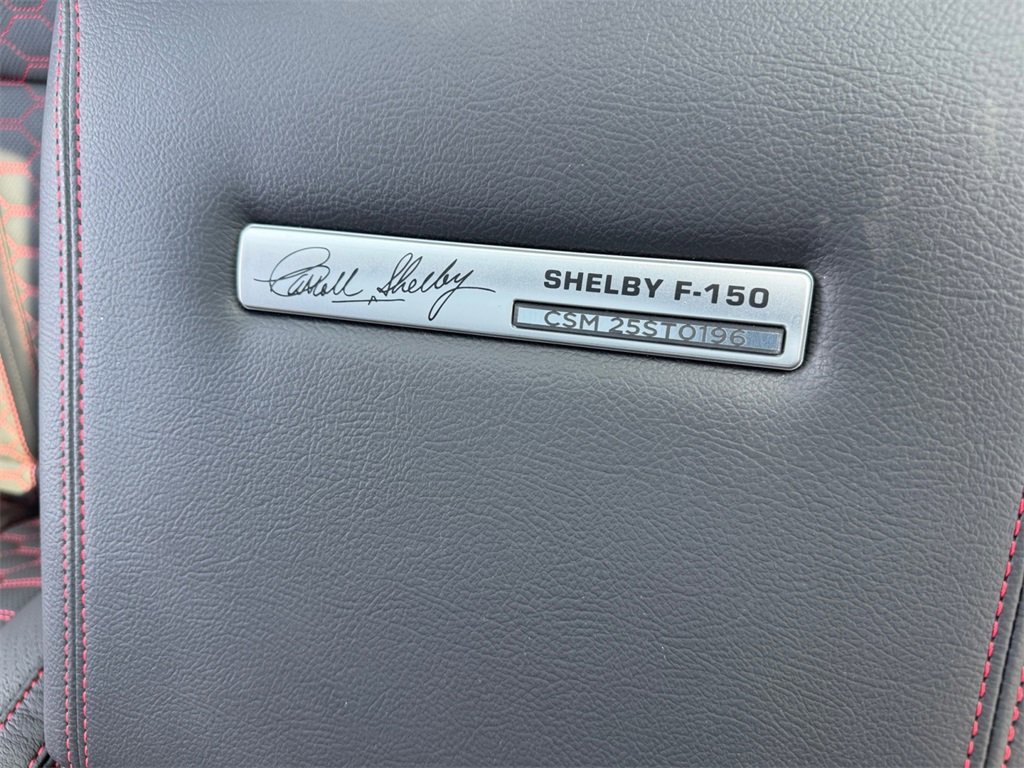 Carroll Shelby
SHELBY F-150
CSM 25ST0196